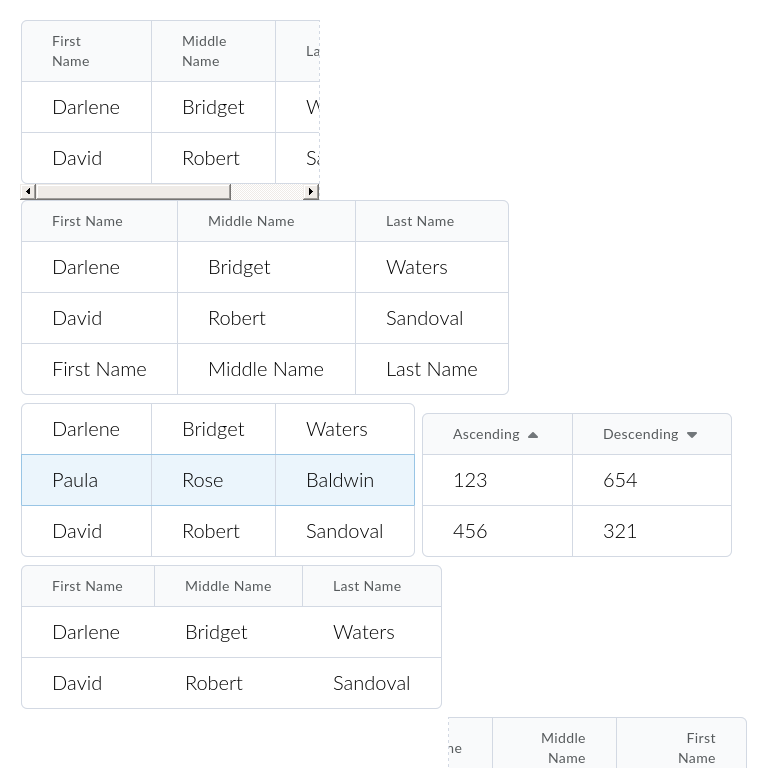 First Middle
Name Name
Darlene Bridget
David Robert
First Name Middle Name Last Name
Darlene Bridget Waters
David Robert Sandoval
First Name Middle Name Last Name
Darlene Bridget Waters
Paula Rose Baldwin
David Robert Sandoval
Ascending Descending
123 654
456 321
First Name Middle Name Last Name
Darlene Bridget Waters
David Robert Sandoval
Middle First
Name Name